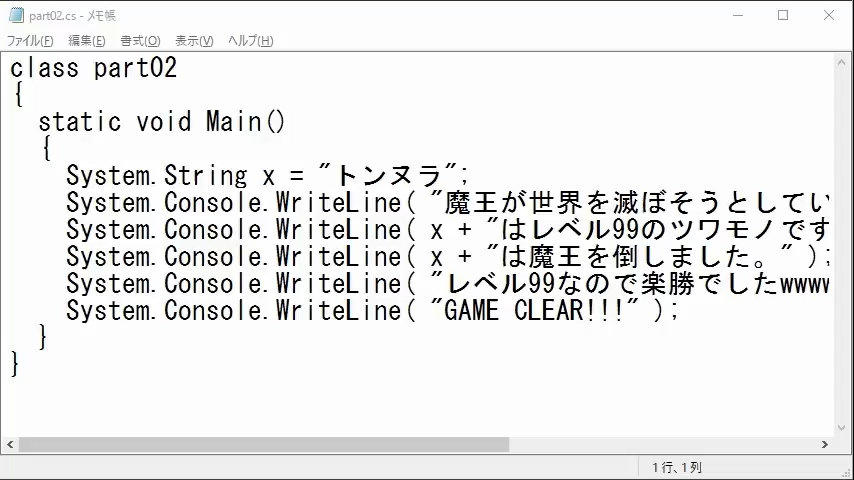 part02.cs - メモ帳
ファイル(F) 編集(E) 書式(O) 表示(V) ヘルプ(H)
class part02
{
static void Main()
{
System.String x = "トンヌラ";
System.Console.WriteLine( "魔王が世界を滅ぼそうとしてい
System.Console.WriteLine( x + "はレベル99のツワモノです
System.Console.WriteLine( x + "は魔王を倒しました。" );
System.Console.WriteLine( "レベル99なので楽勝でしたwwww
System.Console.WriteLine( "GAME CLEAR!!!" );
}
}
1行、1列